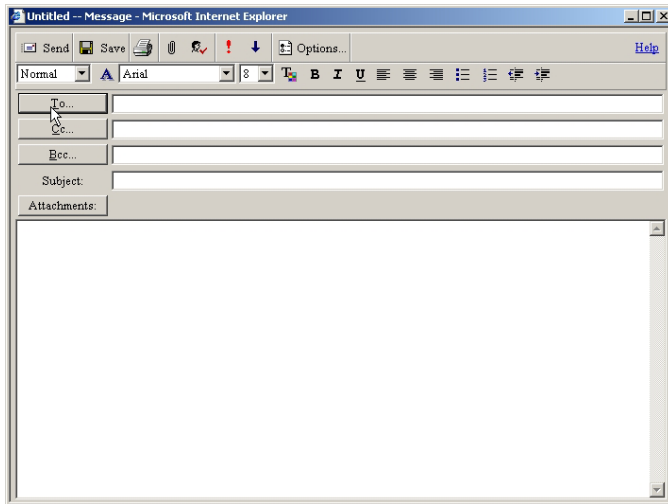 Untitled -- Message - Microsoft Internet Explorer
Send Save Options... Help
Normal A Arial 8 B I U
To...
Cc...
Bcc...
Subject:
Attachments: